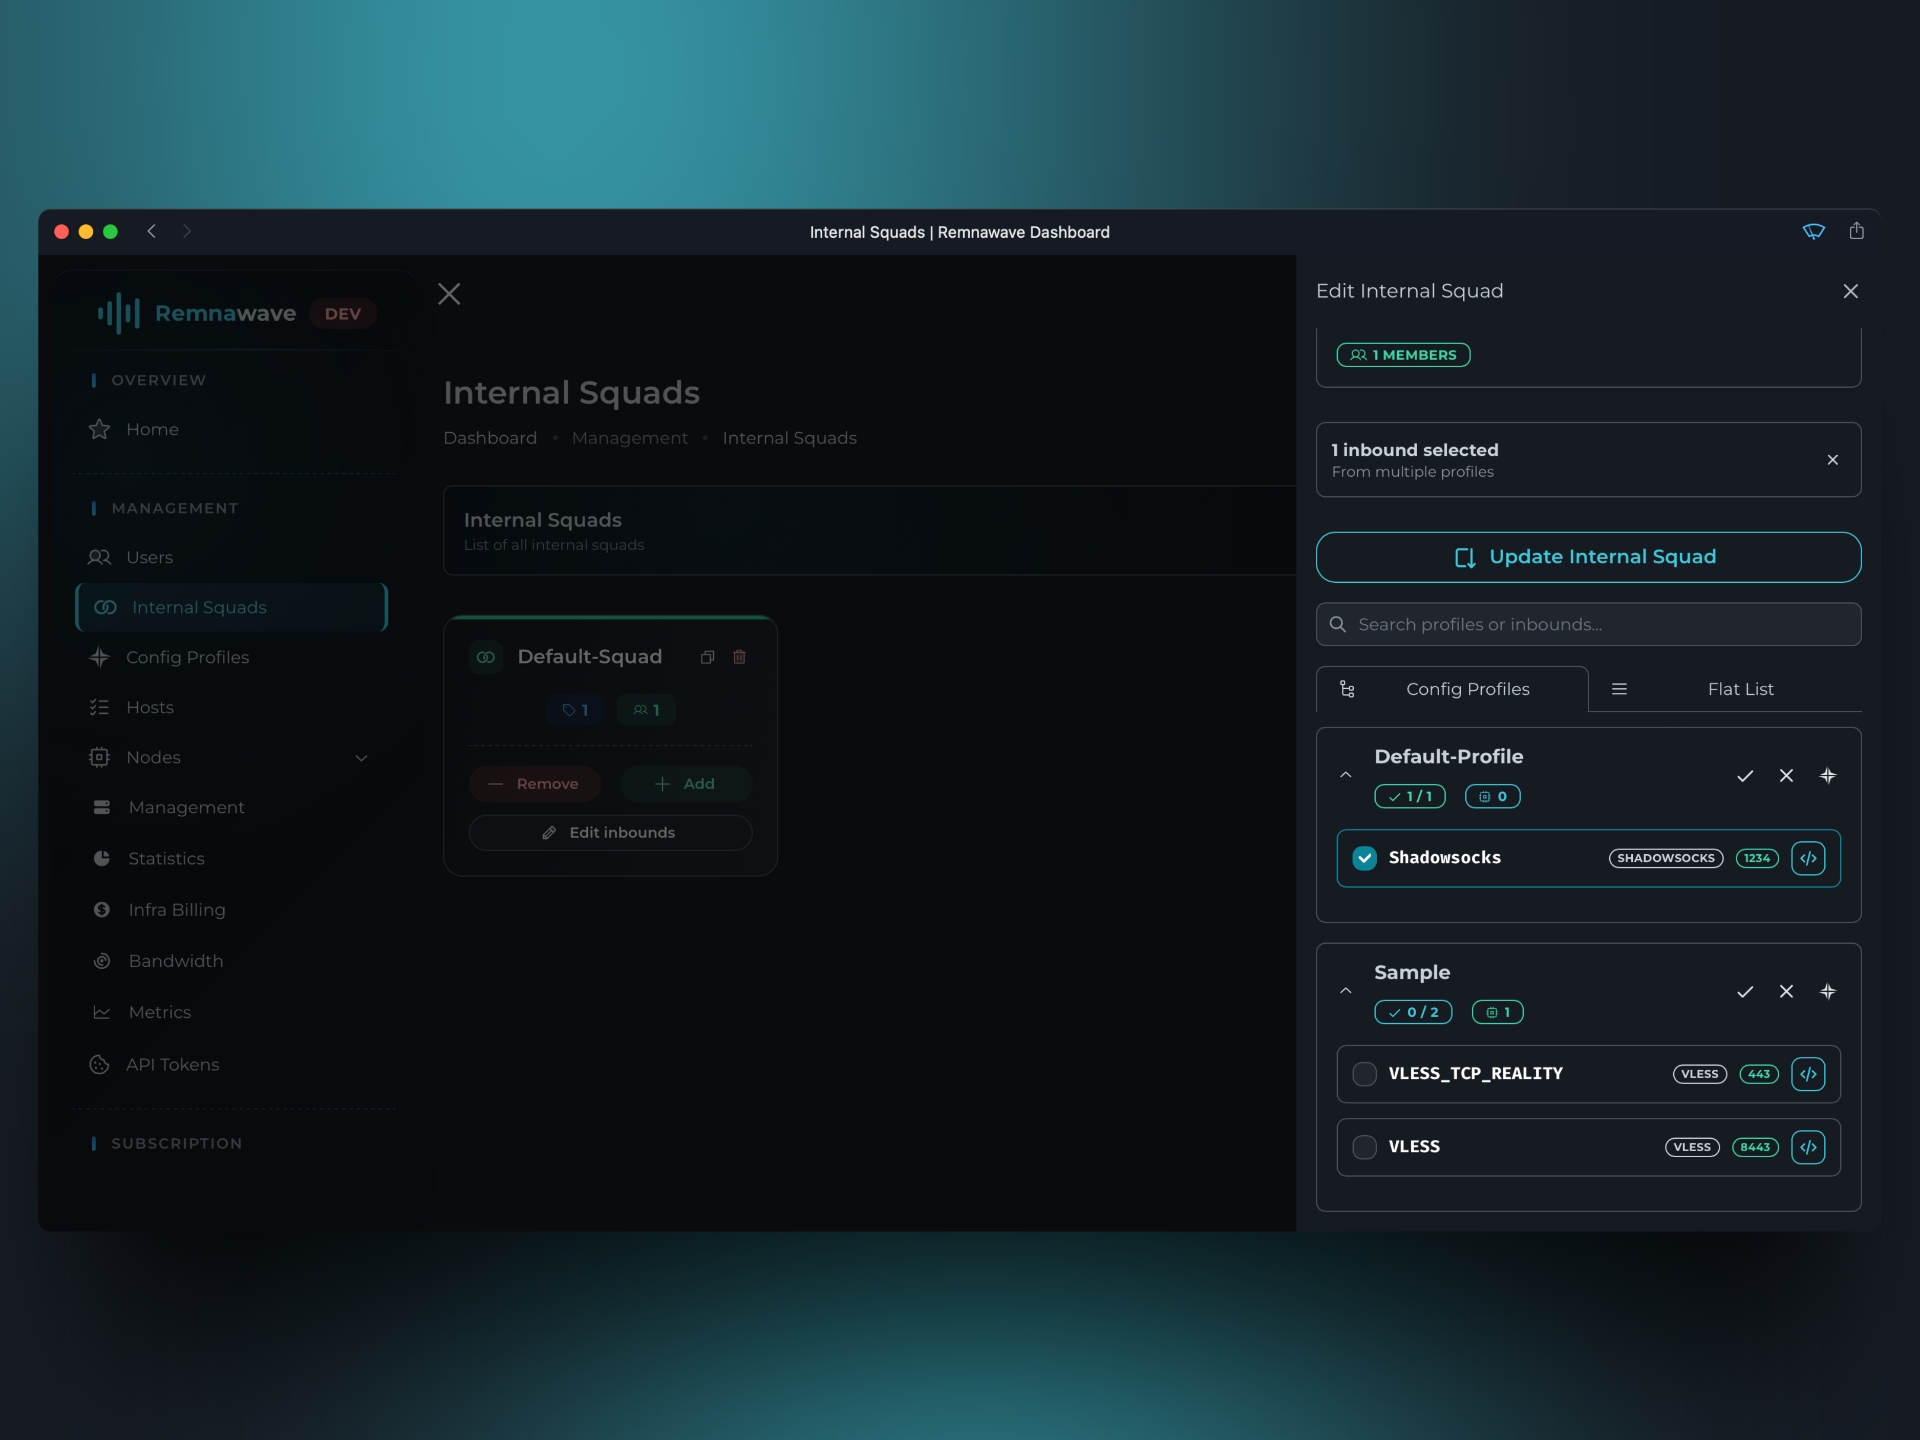 Internal Squads | Remnawave Dashboard
Remnawave DEV
OVERVIEW
Home
MANAGEMENT
Users
Internal Squads
Config Profiles
Hosts
Nodes
Management
Statistics
Infra Billing
Bandwidth
Metrics
API Tokens
SUBSCRIPTION
Internal Squads
Dashboard • Management • Internal Squads
Internal Squads
List of all internal squads
Default-Squad
1 1
Remove Add
Edit inbounds
Edit Internal Squad
1 MEMBERS
1 inbound selected
From multiple profiles
Update Internal Squad
Search profiles or inbounds...
Config Profiles Flat List
Default-Profile
1 / 1 0
Shadowsocks SHADOWSOCKS 1234
Sample
0 / 2 1
VLESS_TCP_REALITY VLESS 443
VLESS VLESS 8443